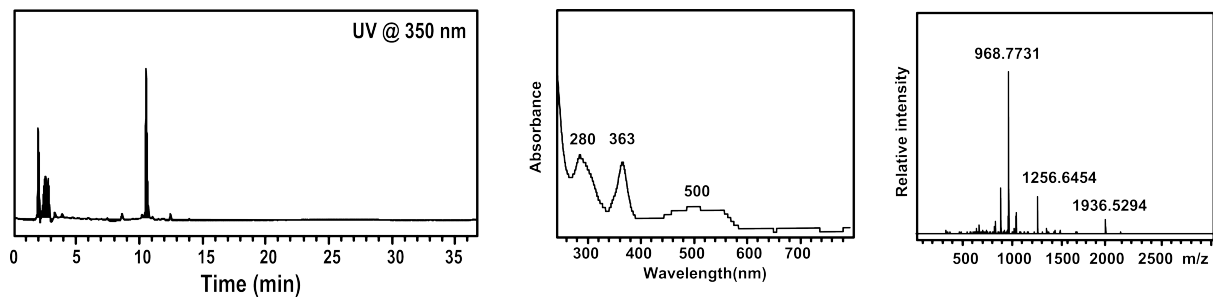 UV @ 350 nm
0 5 10 15 20 25 30 35
Time (min)
Absorbance
280 363
500
300 400 500 600 700
Wavelength(nm)
Relative intensity
968.7731
1256.6454
1936.5294
500 1000 1500 2000 2500 m/z